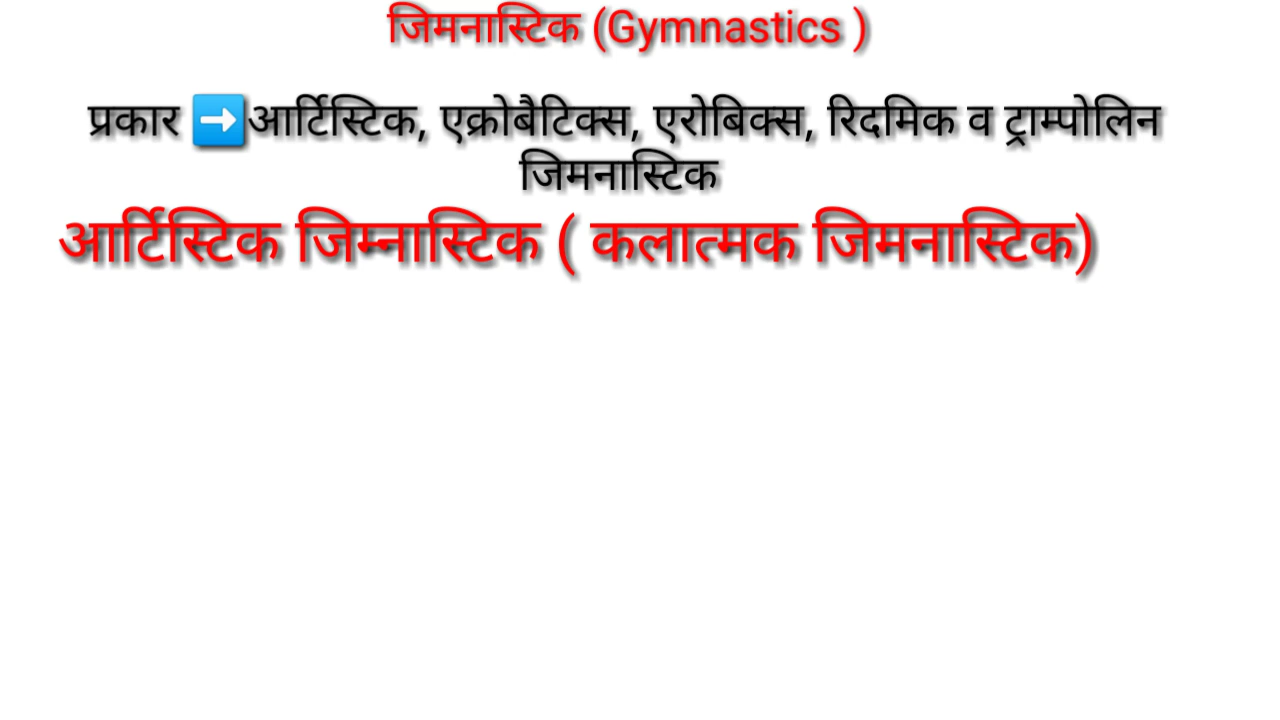 जिमनास्टिक (Gymnastics )
प्रकार ➡️आर्टिस्टिक, एक्रोबैटिक्स, एरोबिक्स, रिदमिक व ट्राम्पोलिन
जिमनास्टिक
आर्टिस्टिक जिम्नास्टिक ( कलात्मक जिमनास्टिक)